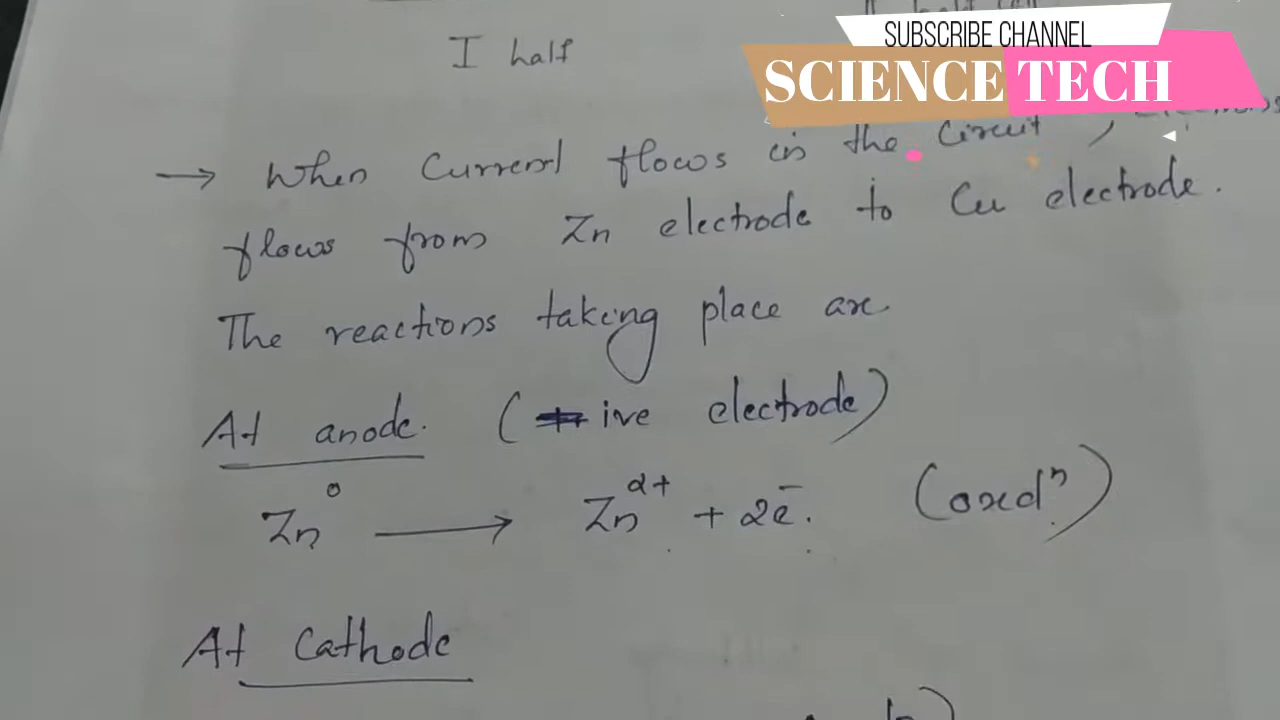 SUBSCRIBE CHANNEL
SCIENCE TECH
I half
→ When Current flows in the Circuit,
flows from Zn electrode to Cu electrode.
The reactions taking place are
At anode. (ive electrode)
Zn⁰ ⟶ Zn²⁺ + 2e⁻. (oxdⁿ)
At Cathode